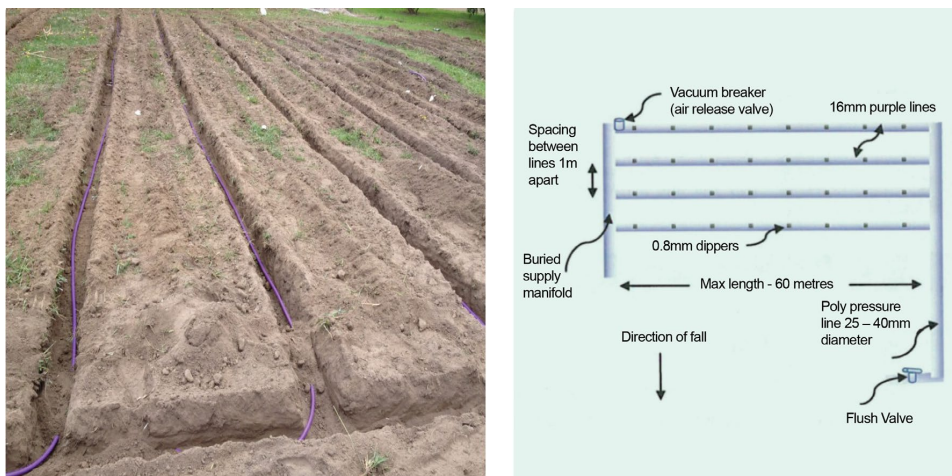 Vacuum breaker
(air release valve)
16mm purple lines
Spacing
between
lines 1m
apart
0.8mm dippers
Buried
supply
manifold
Max length - 60 metres
Poly pressure
line 25 – 40mm
diameter
Direction of fall
Flush Valve